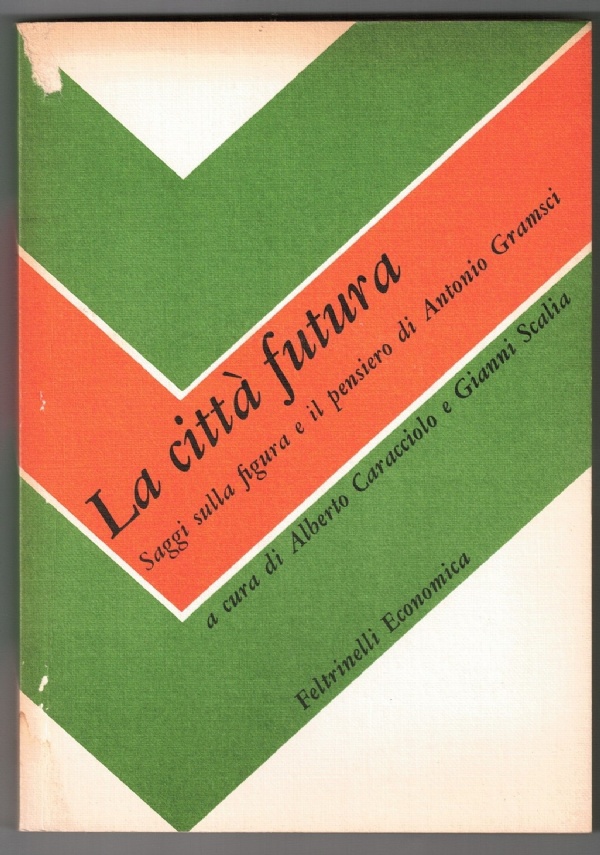 La città futura
Saggi sulla figura e il pensiero di Antonio Gramsci
a cura di Alberto Caracciolo e Gianni Scalia
Feltrinelli Economica